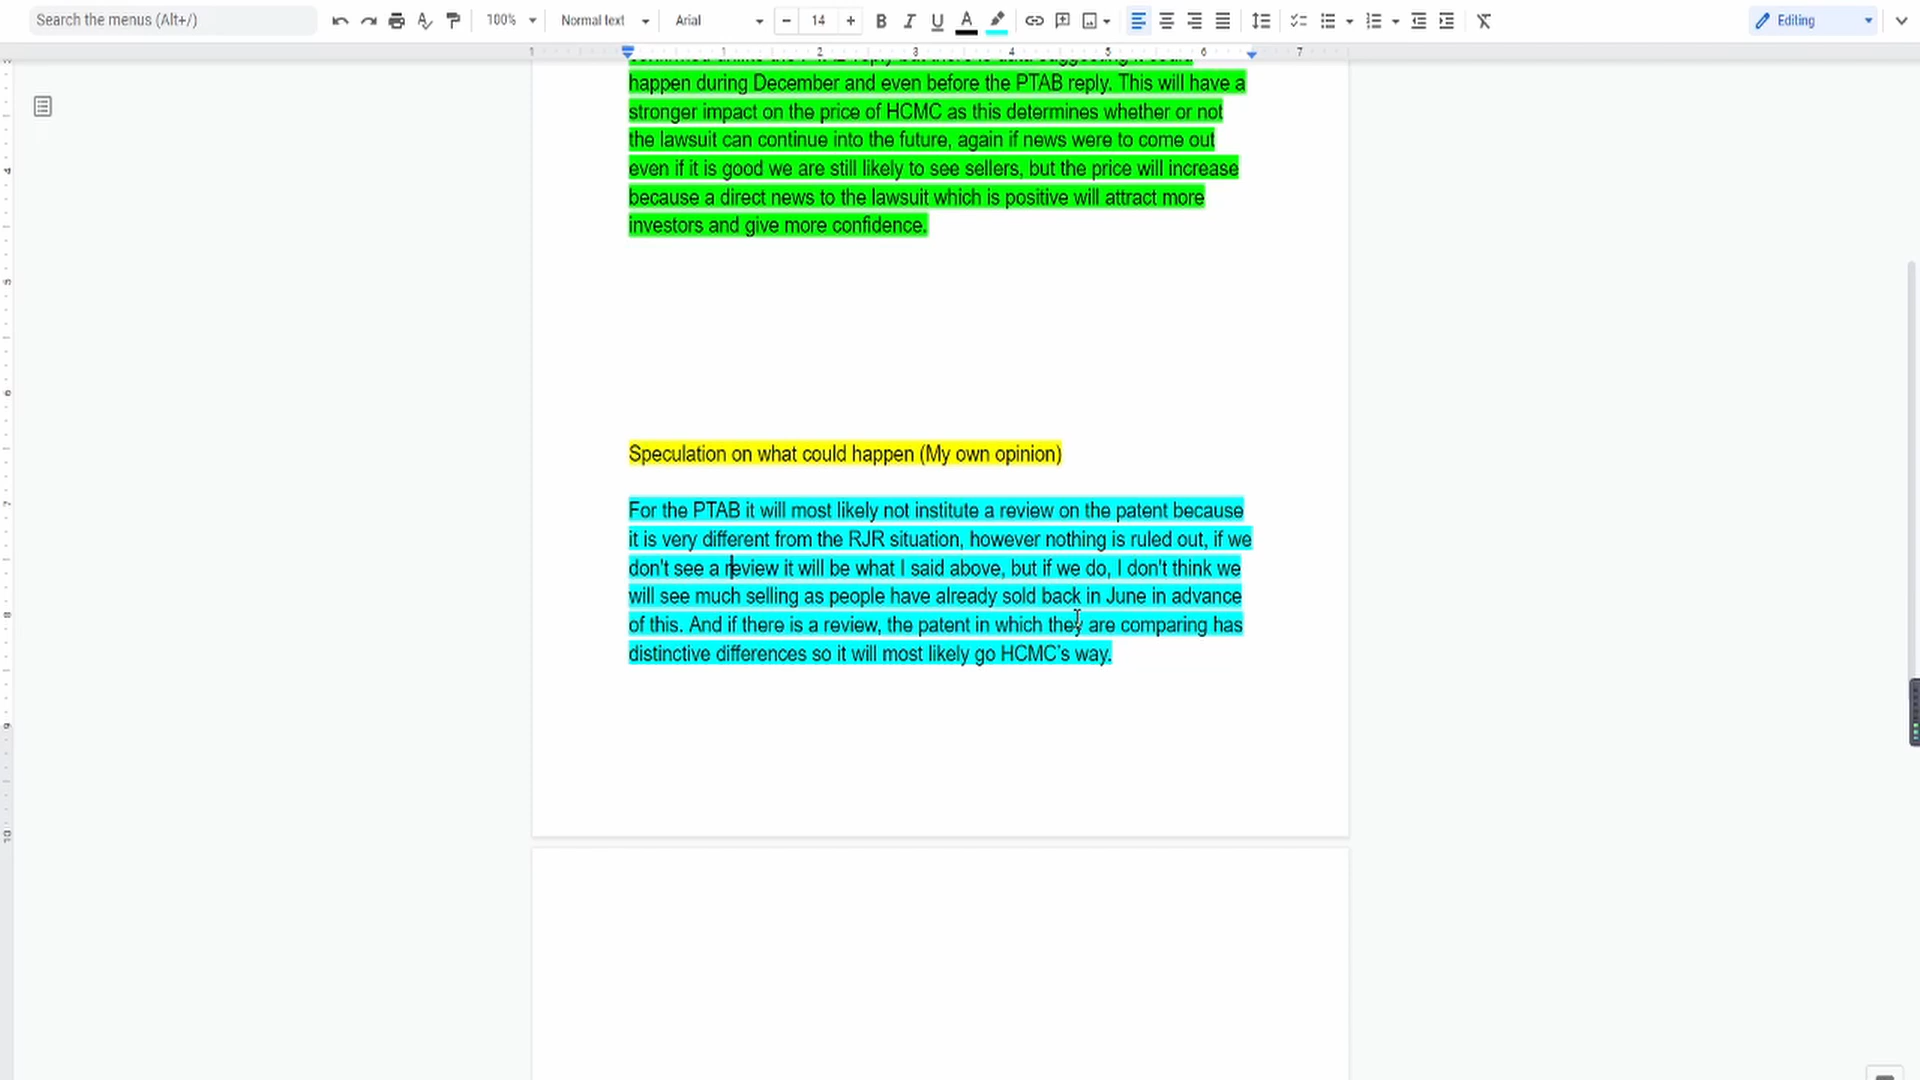 Search the menus (Alt+/)
100%
Normal text
Arial
14
Editing
1 1 2 3 4 5 6 7
happen during December and even before the PTAB reply. This will have a
stronger impact on the price of HCMC as this determines whether or not
the lawsuit can continue into the future, again if news were to come out
even if it is good we are still likely to see sellers, but the price will increase
because a direct news to the lawsuit which is positive will attract more
investors and give more confidence.
Speculation on what could happen (My own opinion)
For the PTAB it will most likely not institute a review on the patent because
it is very different from the RJR situation, however nothing is ruled out, if we
don't see a review it will be what I said above, but if we do, I don't think we
will see much selling as people have already sold back in June in advance
of this. And if there is a review, the patent in which they are comparing has
distinctive differences so it will most likely go HCMC's way.